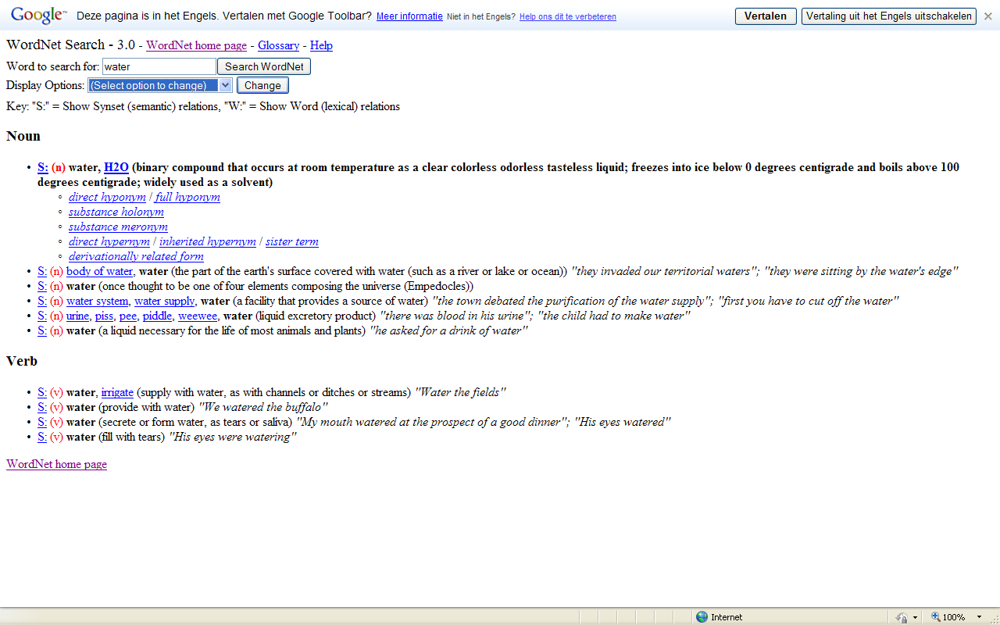 Google™ Deze pagina is in het Engels. Vertalen met Google Toolbar? Meer informatie Niet in het Engels? Help ons dit te verbeteren Vertalen Vertaling uit het Engels uitschakelen
WordNet Search - 3.0 - WordNet home page - Glossary - Help
Word to search for: water Search WordNet
Display Options: (Select option to change) Change
Key: "S:" = Show Synset (semantic) relations, "W:" = Show Word (lexical) relations
Noun
• S: (n) water, H2O (binary compound that occurs at room temperature as a clear colorless odorless tasteless liquid; freezes into ice below 0 degrees centigrade and boils above 100
degrees centigrade; widely used as a solvent)
◦ direct hyponym / full hyponym
◦ substance holonym
◦ substance meronym
◦ direct hypernym / inherited hypernym / sister term
◦ derivationally related form
• S: (n) body of water, water (the part of the earth's surface covered with water (such as a river or lake or ocean)) "they invaded our territorial waters"; "they were sitting by the water's edge"
• S: (n) water (once thought to be one of four elements composing the universe (Empedocles))
• S: (n) water system, water supply, water (a facility that provides a source of water) "the town debated the purification of the water supply"; "first you have to cut off the water"
• S: (n) urine, piss, pee, piddle, weewee, water (liquid excretory product) "there was blood in his urine"; "the child had to make water"
• S: (n) water (a liquid necessary for the life of most animals and plants) "he asked for a drink of water"
Verb
• S: (v) water, irrigate (supply with water, as with channels or ditches or streams) "Water the fields"
• S: (v) water (provide with water) "We watered the buffalo"
• S: (v) water (secrete or form water, as tears or saliva) "My mouth watered at the prospect of a good dinner"; "His eyes watered"
• S: (v) water (fill with tears) "His eyes were watering"
WordNet home page
Internet 100%